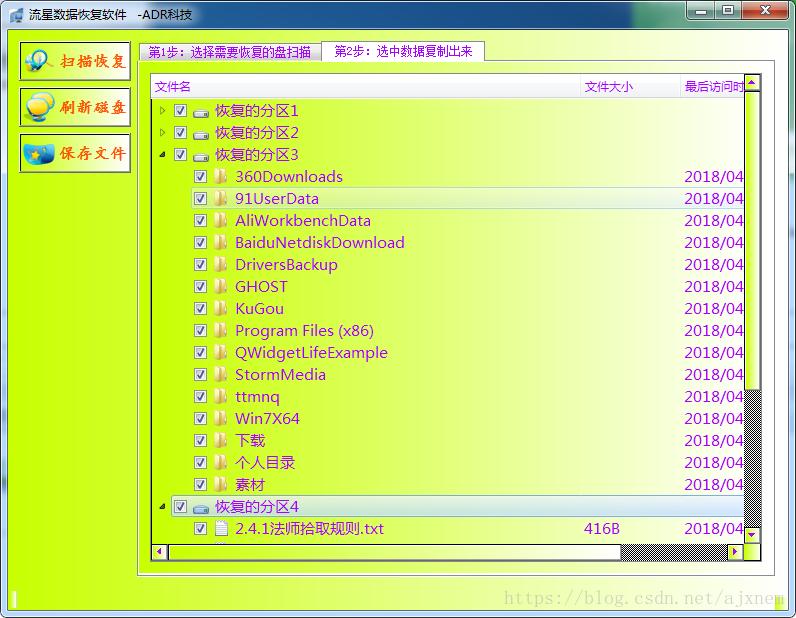 流星数据恢复软件 -ADR科技
扫描恢复
刷新磁盘
保存文件
第1步：选择需要恢复的盘扫描 第2步：选中数据复制出来
文件名 文件大小 最后访问时
恢复的分区1
恢复的分区2
恢复的分区3
360Downloads 2018/04
91UserData 2018/04
AliWorkbenchData 2018/04
BaiduNetdiskDownload 2018/04
DriversBackup 2018/04
GHOST 2018/04
KuGou 2018/04
Program Files (x86) 2018/04
QWidgetLifeExample 2018/04
StormMedia 2018/04
ttmnq 2018/04
Win7X64 2018/04
下载 2018/04
个人目录 2018/04
素材 2018/04
恢复的分区4
2.4.1法师拾取规则.txt 416B 2018/04
https://blog.csdn.net/ajxnem